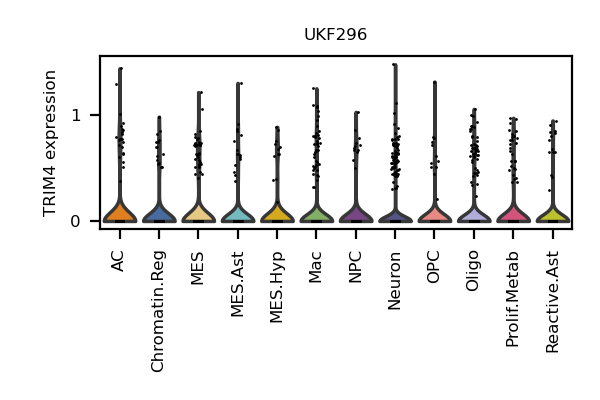 UKF296
TRIM4 expression
1
0
AC
Chromatin.Reg
MES
MES.Ast
MES.Hyp
Mac
NPC
Neuron
OPC
Oligo
Prolif.Metab
Reactive.Ast